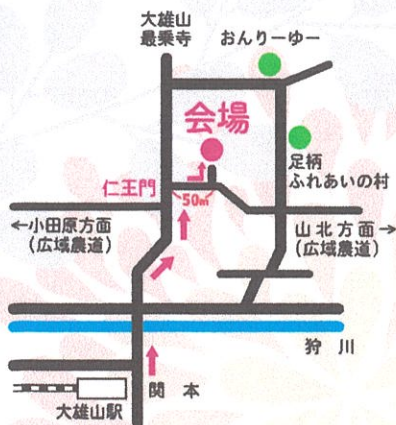 大雄山
最乗寺
おんりーゆー
会場
足柄
ふれあいの村
仁王門
50m
←小田原方面
(広域農道)
山北方面→
(広域農道)
狩川
関本
大雄山駅